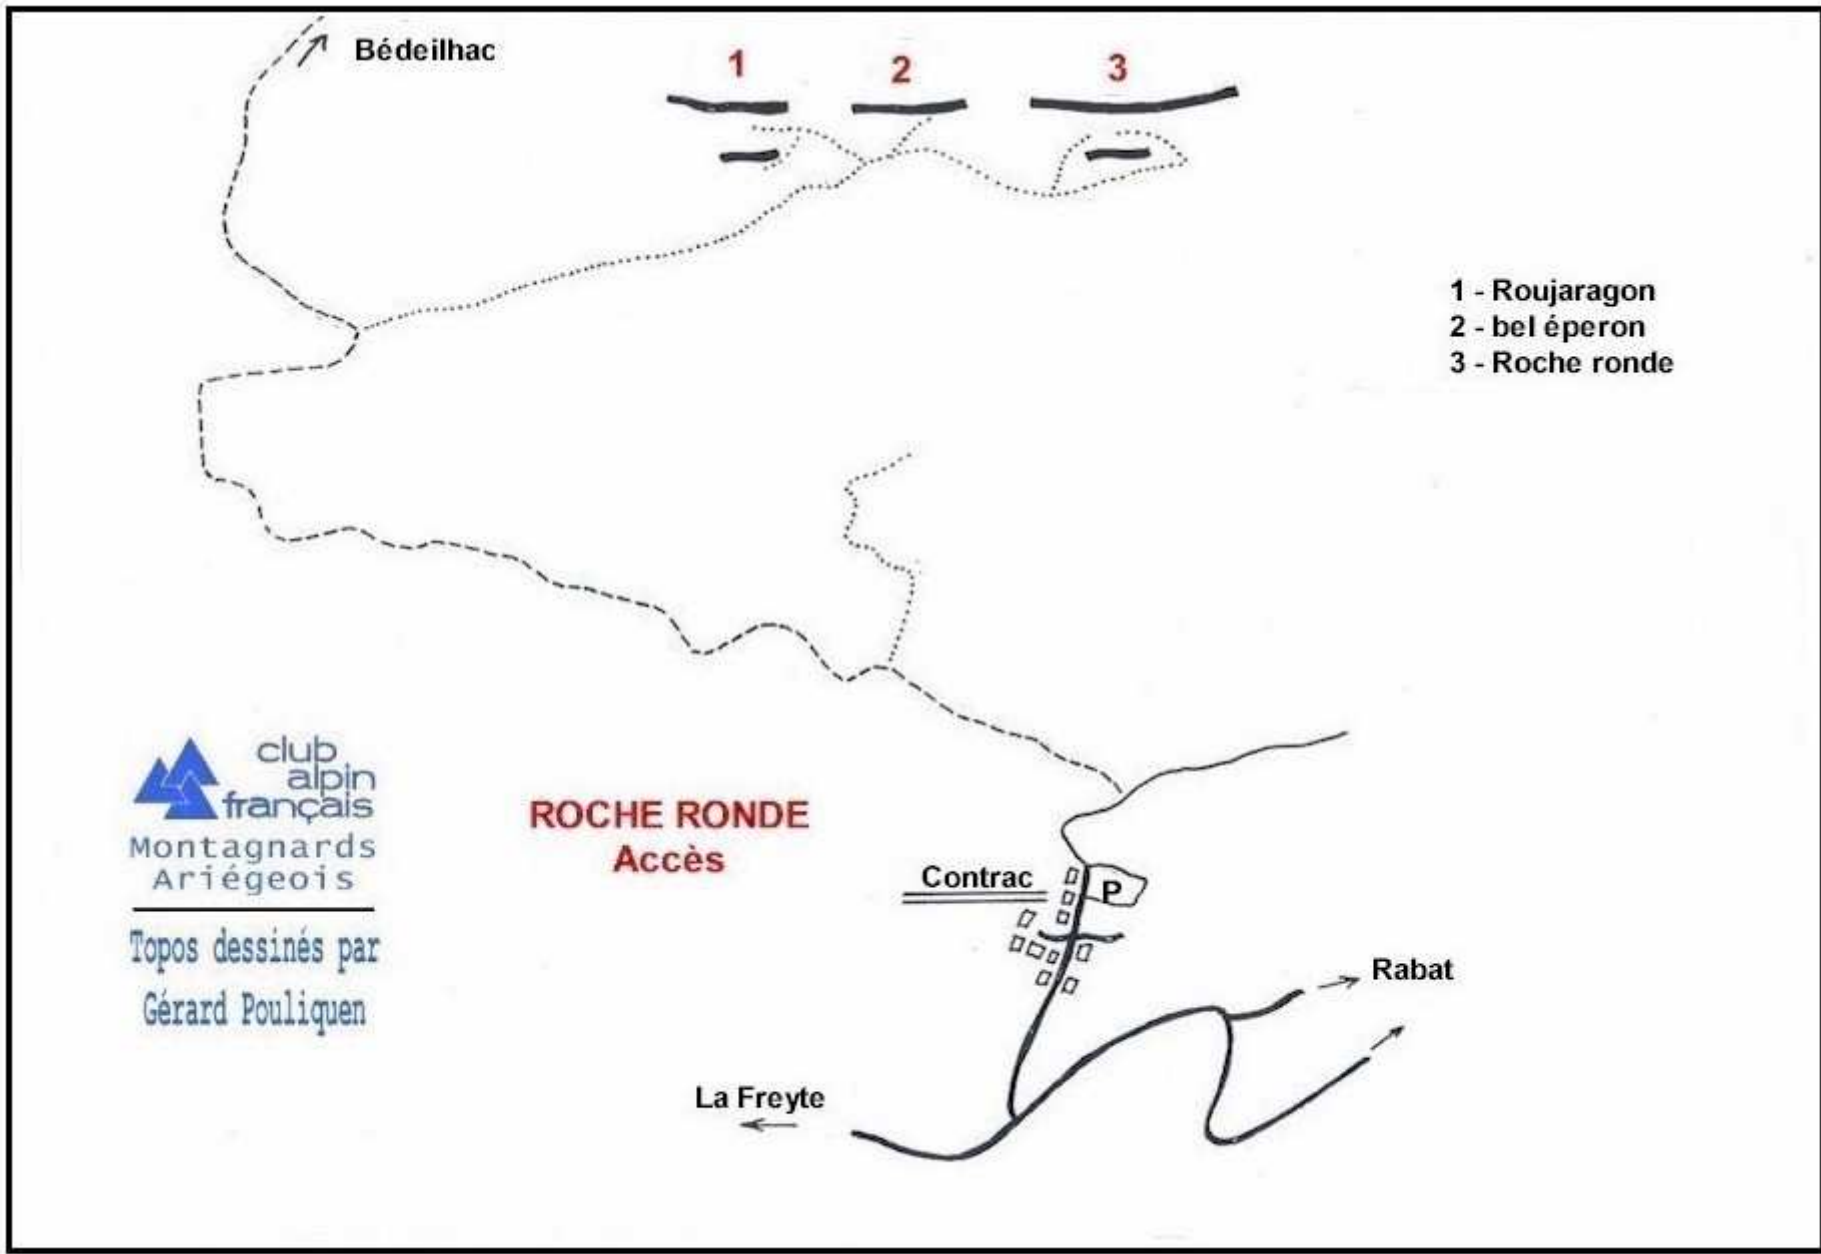 Bédeilhac
1
2
3
1 - Roujaragon
2 - bel éperon
3 - Roche ronde
club
alpin
français
Montagnards
Ariégeois
Topos dessinés par
Gérard Pouliquen
ROCHE RONDE
Accès
Contrac
P
Rabat
La Freyte